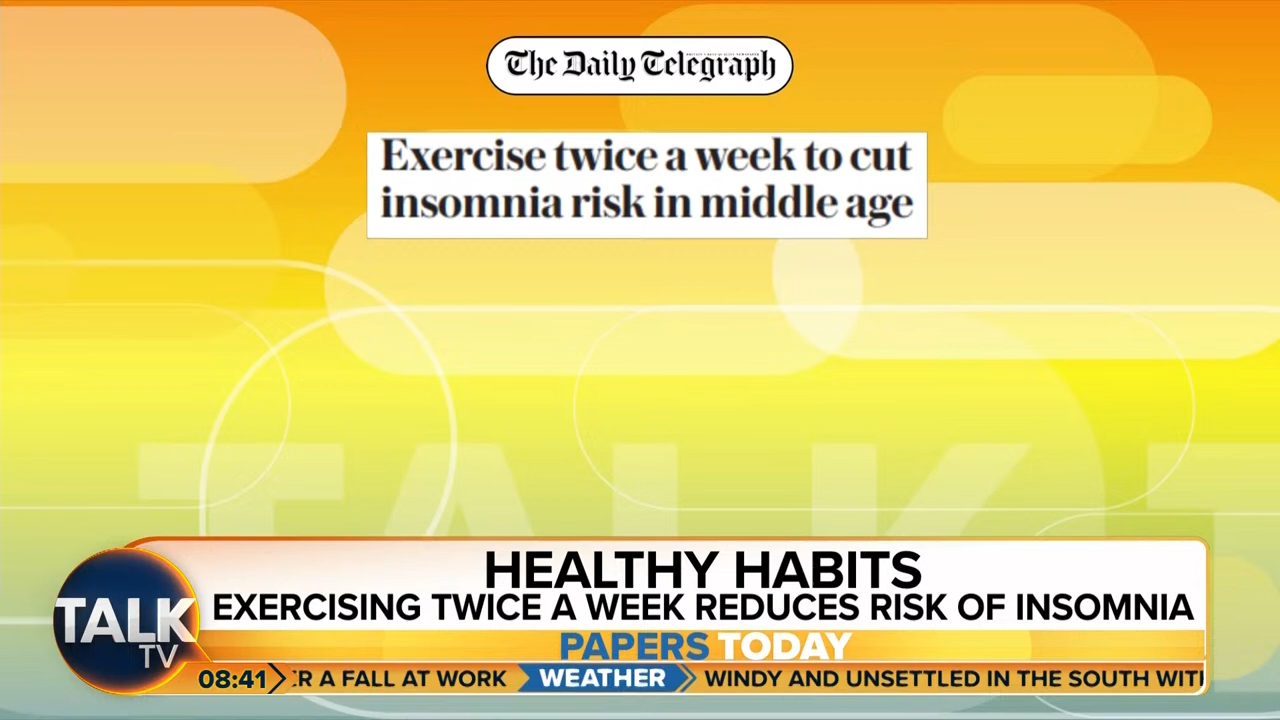 The Daily Telegraph
Exercise twice a week to cut
insomnia risk in middle age
TALK T
HEALTHY HABITS
EXERCISING TWICE A WEEK REDUCES RISK OF INSOMNIA
TALK
TV
PAPERS TODAY
08:41 R A FALL AT WORK WEATHER WINDY AND UNSETTLED IN THE SOUTH WIT